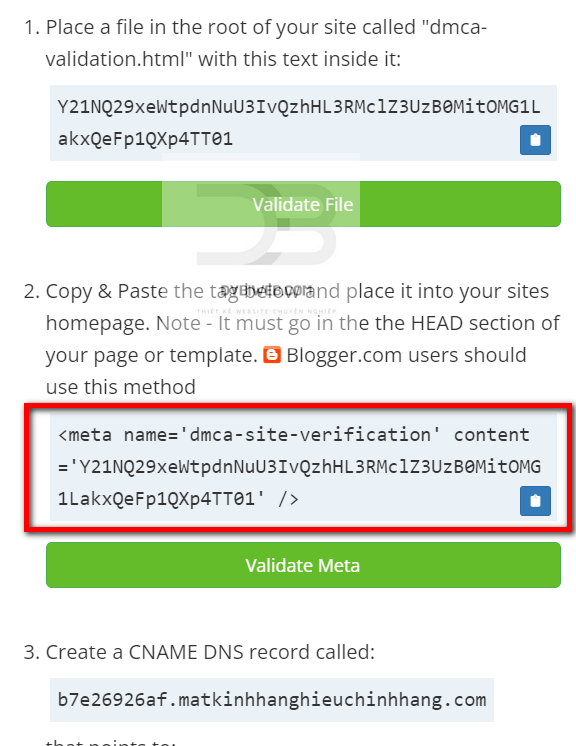 1. Place a file in the root of your site called "dmca-
validation.html" with this text inside it:
Y21NQ29xeWtpdnNuU3IvQzhHL3RMclZ3UzB0MitOMG1L
akxQeFp1QXp4TT01
Validate File
2. Copy & Paste the tag below and place it into your sites
homepage. Note - It must go in the the HEAD section of
your page or template. Blogger.com users should
use this method
THIẾT KẾ WEBSITE CHUYÊN NGHIỆP
<meta name='dmca-site-verification' content
='Y21NQ29xeWtpdnNuU3IvQzhHL3RMclZ3UzB0MitOMG
1LakxQeFp1QXp4TT01' />
Validate Meta
3. Create a CNAME DNS record called:
b7e26926af.matkinhhanghieuchinhhang.com
that points to: